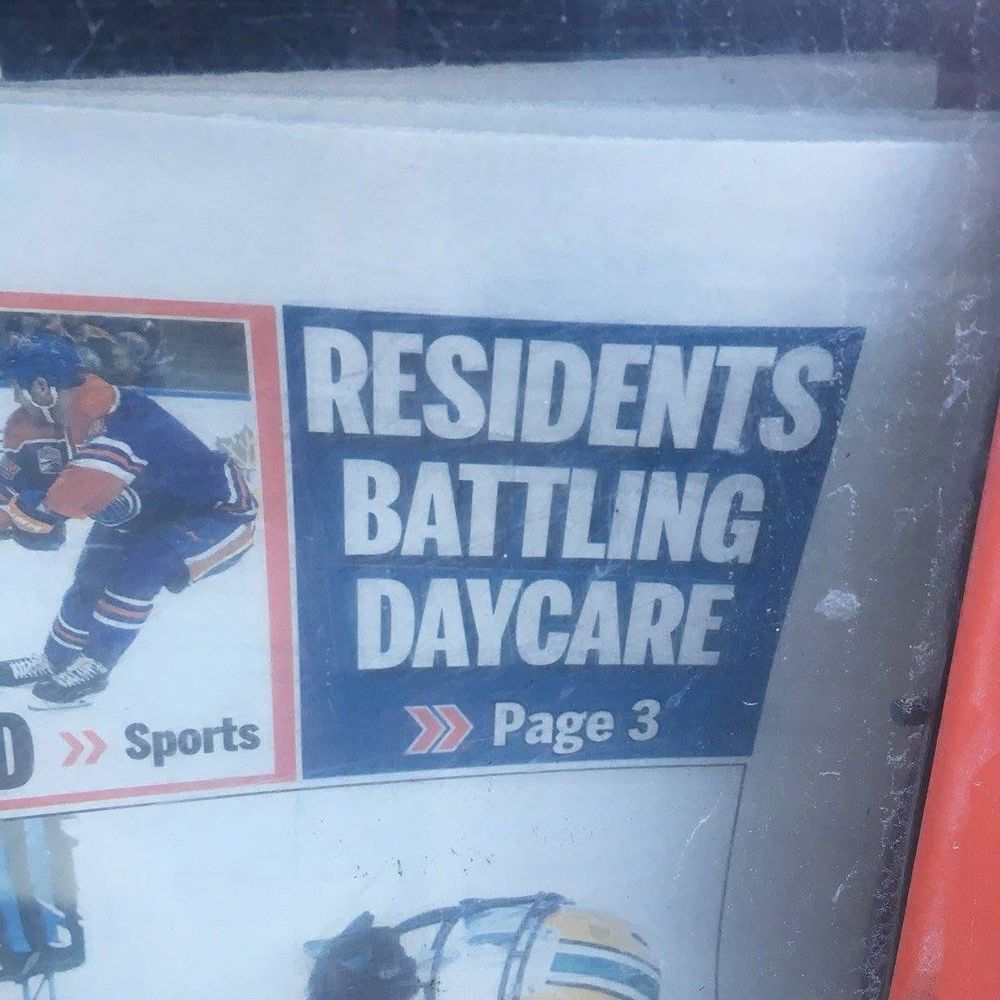 RESIDENTS
BATTLING
DAYCARE
Page 3
D Sports